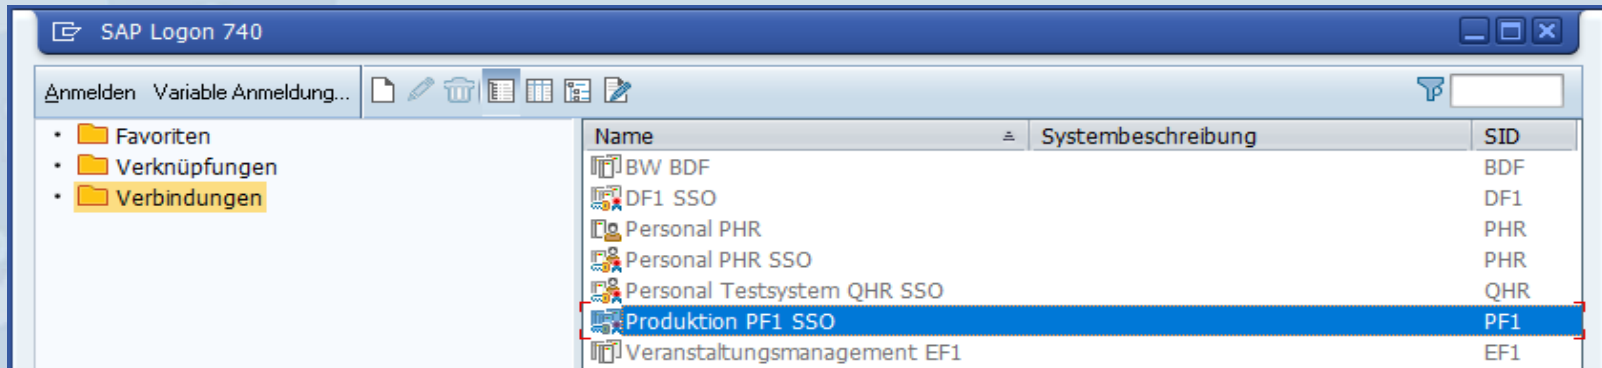 SAP Logon 740
Anmelden Variable Anmeldung...
Favoriten
Verknüpfungen
Verbindungen
Name Systembeschreibung SID
BW BDF BDF
DF1 SSO DF1
Personal PHR PHR
Personal PHR SSO PHR
Personal Testsystem QHR SSO QHR
Produktion PF1 SSO PF1
Veranstaltungsmanagement EF1 EF1